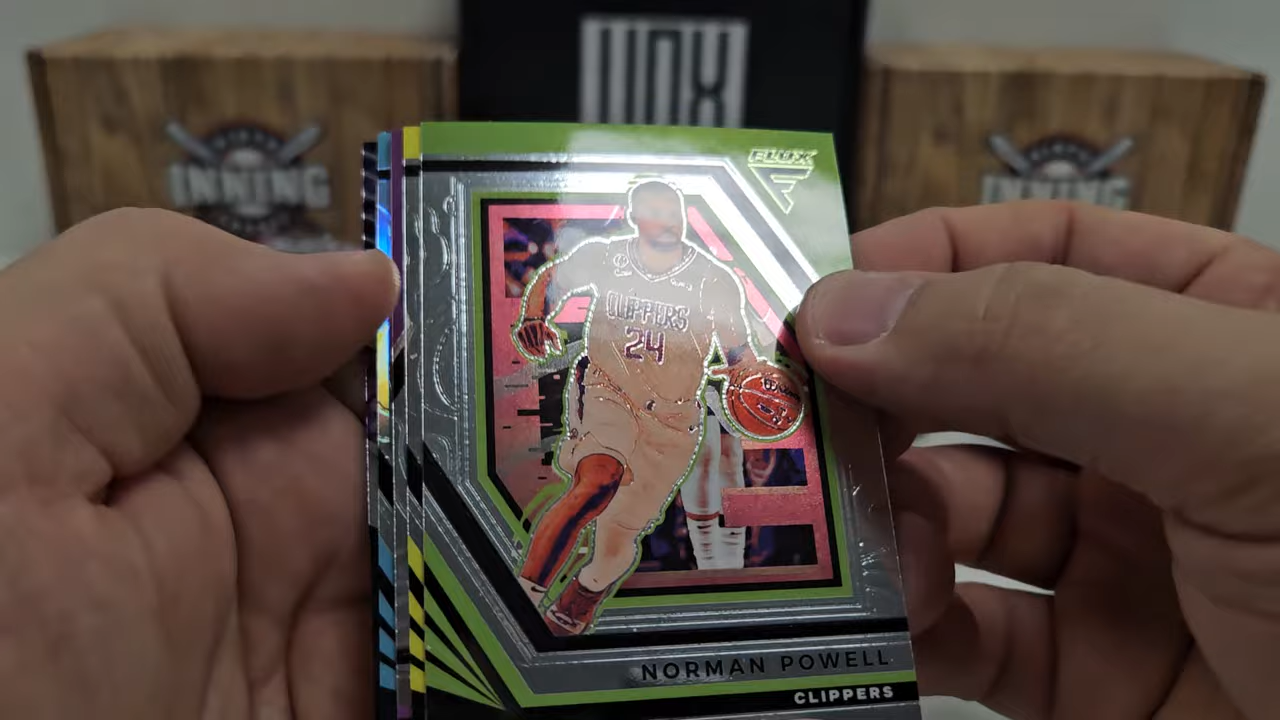 INNING
INNING
FLUX
CLIPPERS
24
NORMAN POWELL
CLIPPERS